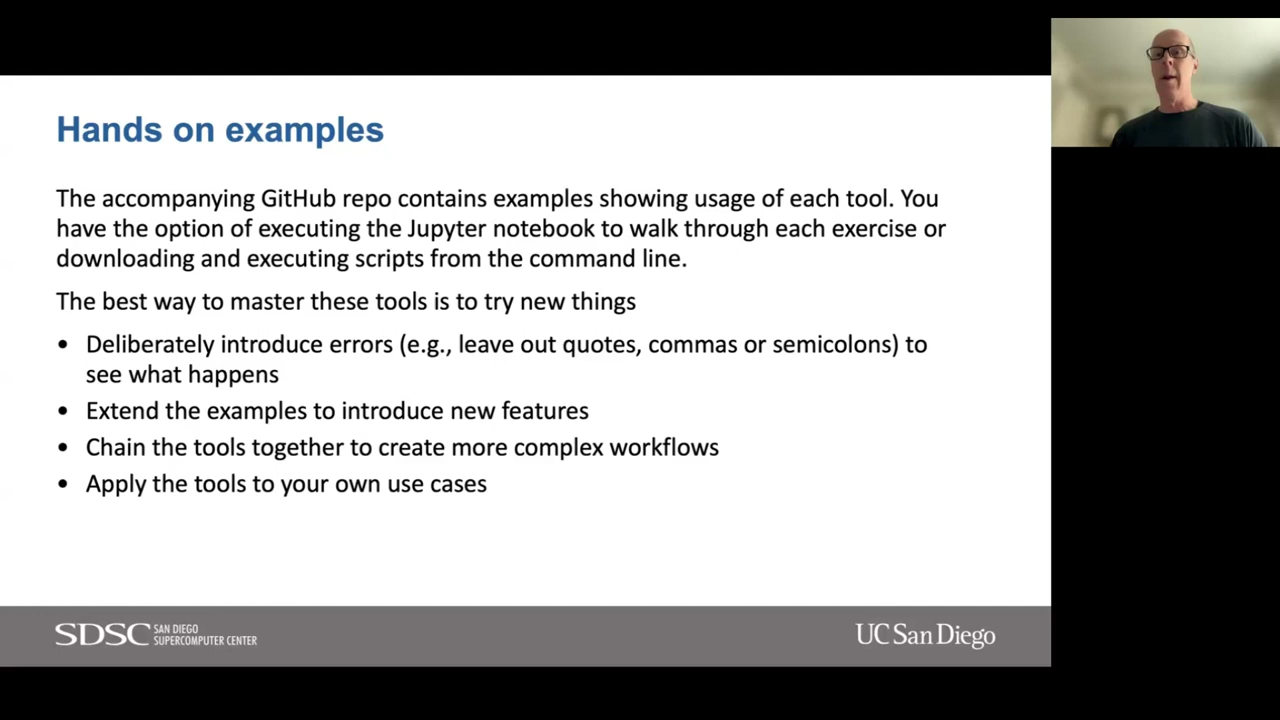 Hands on examples
The accompanying GitHub repo contains examples showing usage of each tool. You
have the option of executing the Jupyter notebook to walk through each exercise or
downloading and executing scripts from the command line.
The best way to master these tools is to try new things
• Deliberately introduce errors (e.g., leave out quotes, commas or semicolons) to
see what happens
• Extend the examples to introduce new features
• Chain the tools together to create more complex workflows
• Apply the tools to your own use cases
SDSC SAN DIEGO
SUPERCOMPUTER CENTER
UC San Diego